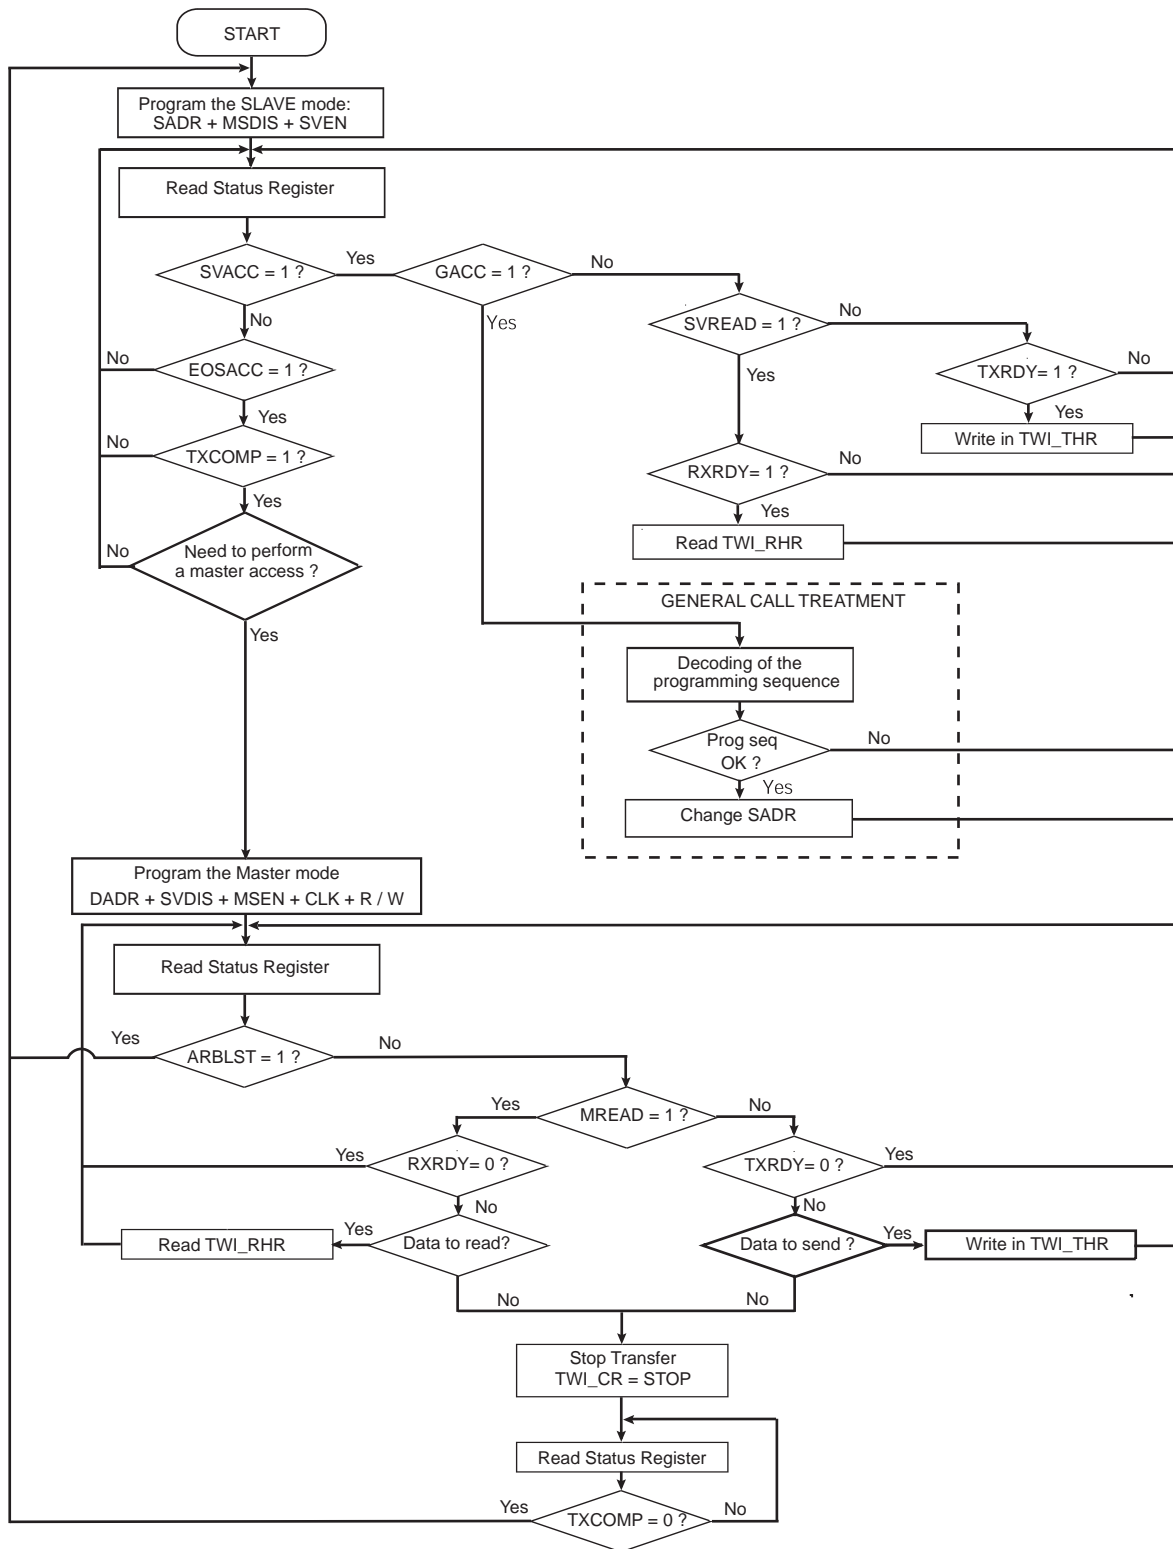 START
Program the SLAVE mode:
SADR + MSDIS + SVEN
Read Status Register
SVACC = 1 ?
Yes
GACC = 1 ?
No
No
Yes
SVREAD = 1 ?
No
Yes
TXRDY= 1 ?
No
Yes
Write in TWI_THR
No
EOSACC = 1 ?
Yes
No
TXCOMP = 1 ?
Yes
RXRDY= 1 ?
No
Yes
Read TWI_RHR
No
Need to perform
a master access ?
Yes
GENERAL CALL TREATMENT
Decoding of the
programming sequence
Prog seq
OK ?
No
Yes
Change SADR
Program the Master mode
DADR + SVDIS + MSEN + CLK + R / W
Read Status Register
Yes
ARBLST = 1 ?
No
Yes
MREAD = 1 ?
No
Yes
RXRDY= 0 ?
TXRDY= 0 ?
Yes
No
No
Read TWI_RHR
Yes
Data to read?
Data to send ?
Yes
Write in TWI_THR
No
No
Stop Transfer
TWI_CR = STOP
Read Status Register
Yes
TXCOMP = 0 ?
No